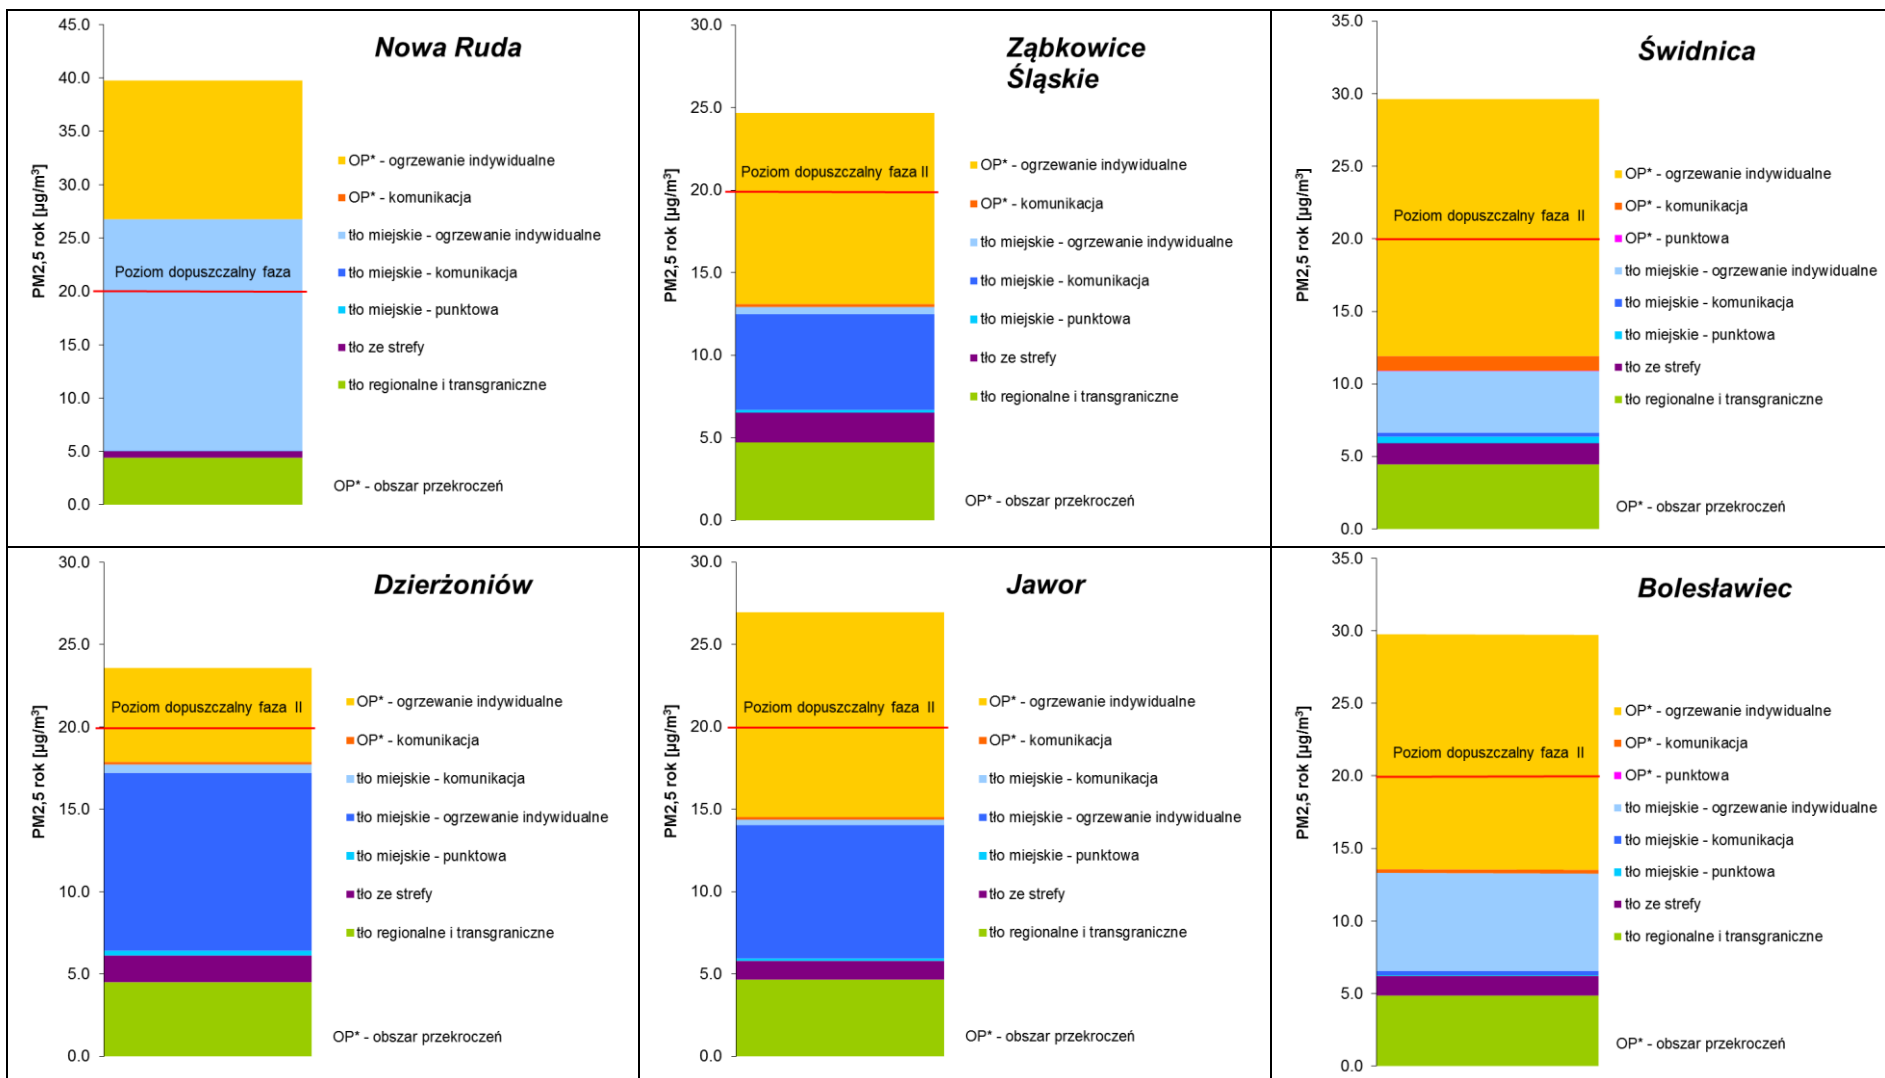 Nowa Ruda
PM2,5 rok [µg/m³]
45.0
40.0
35.0
30.0
25.0
20.0
15.0
10.0
5.0
0.0
Poziom dopuszczalny faza
OP* - ogrzewanie indywidualne
OP* - komunikacja
tło miejskie - ogrzewanie indywidualne
tło miejskie - komunikacja
tło miejskie - punktowa
tło ze strefy
tło regionalne i transgraniczne
OP* - obszar przekroczeń
Ząbkowice
Śląskie
PM2,5 rok [µg/m³]
30.0
25.0
20.0
15.0
10.0
5.0
0.0
Poziom dopuszczalny faza II
OP* - ogrzewanie indywidualne
OP* - komunikacja
tło miejskie - ogrzewanie indywidualne
tło miejskie - komunikacja
tło miejskie - punktowa
tło ze strefy
tło regionalne i transgraniczne
OP* - obszar przekroczeń
Świdnica
PM2,5 rok [µg/m³]
35.0
30.0
25.0
20.0
15.0
10.0
5.0
0.0
Poziom dopuszczalny faza II
OP* - ogrzewanie indywidualne
OP* - komunikacja
OP* - punktowa
tło miejskie - ogrzewanie indywidualne
tło miejskie - komunikacja
tło miejskie - punktowa
tło ze strefy
tło regionalne i transgraniczne
OP* - obszar przekroczeń
Dzierżoniów
PM2,5 rok [µg/m³]
30.0
25.0
20.0
15.0
10.0
5.0
0.0
Poziom dopuszczalny faza II
OP* - ogrzewanie indywidualne
OP* - komunikacja
tło miejskie - komunikacja
tło miejskie - ogrzewanie indywidualne
tło miejskie - punktowa
tło ze strefy
tło regionalne i transgraniczne
OP* - obszar przekroczeń
Jawor
PM2,5 rok [µg/m³]
30.0
25.0
20.0
15.0
10.0
5.0
0.0
Poziom dopuszczalny faza II
OP* - ogrzewanie indywidualne
OP* - komunikacja
tło miejskie - komunikacja
tło miejskie - ogrzewanie indywidualne
tło miejskie - punktowa
tło ze strefy
tło regionalne i transgraniczne
OP* - obszar przekroczeń
Bolesławiec
PM2,5 rok [µg/m³]
35.0
30.0
25.0
20.0
15.0
10.0
5.0
0.0
Poziom dopuszczalny faza II
OP* - ogrzewanie indywidualne
OP* - komunikacja
OP* - punktowa
tło miejskie - ogrzewanie indywidualne
tło miejskie - komunikacja
tło miejskie - punktowa
tło ze strefy
tło regionalne i transgraniczne
OP* - obszar przekroczeń